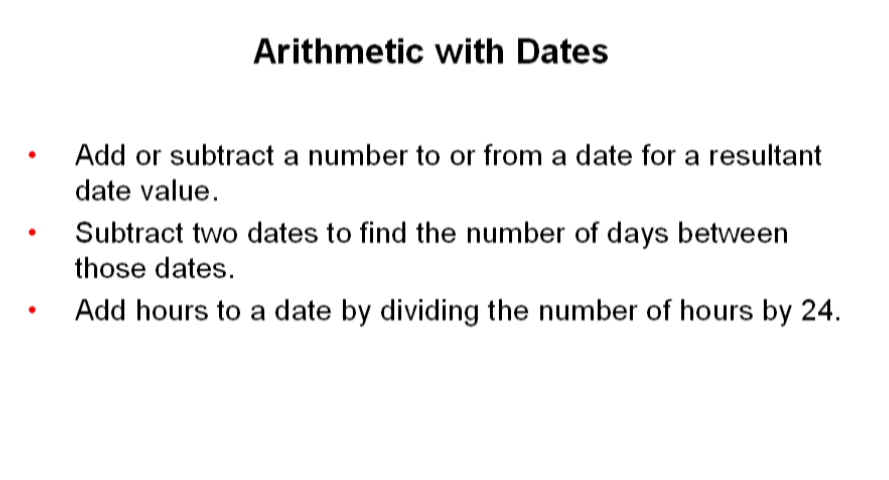 Arithmetic with Dates
• Add or subtract a number to or from a date for a resultant
date value.
• Subtract two dates to find the number of days between
those dates.
• Add hours to a date by dividing the number of hours by 24.